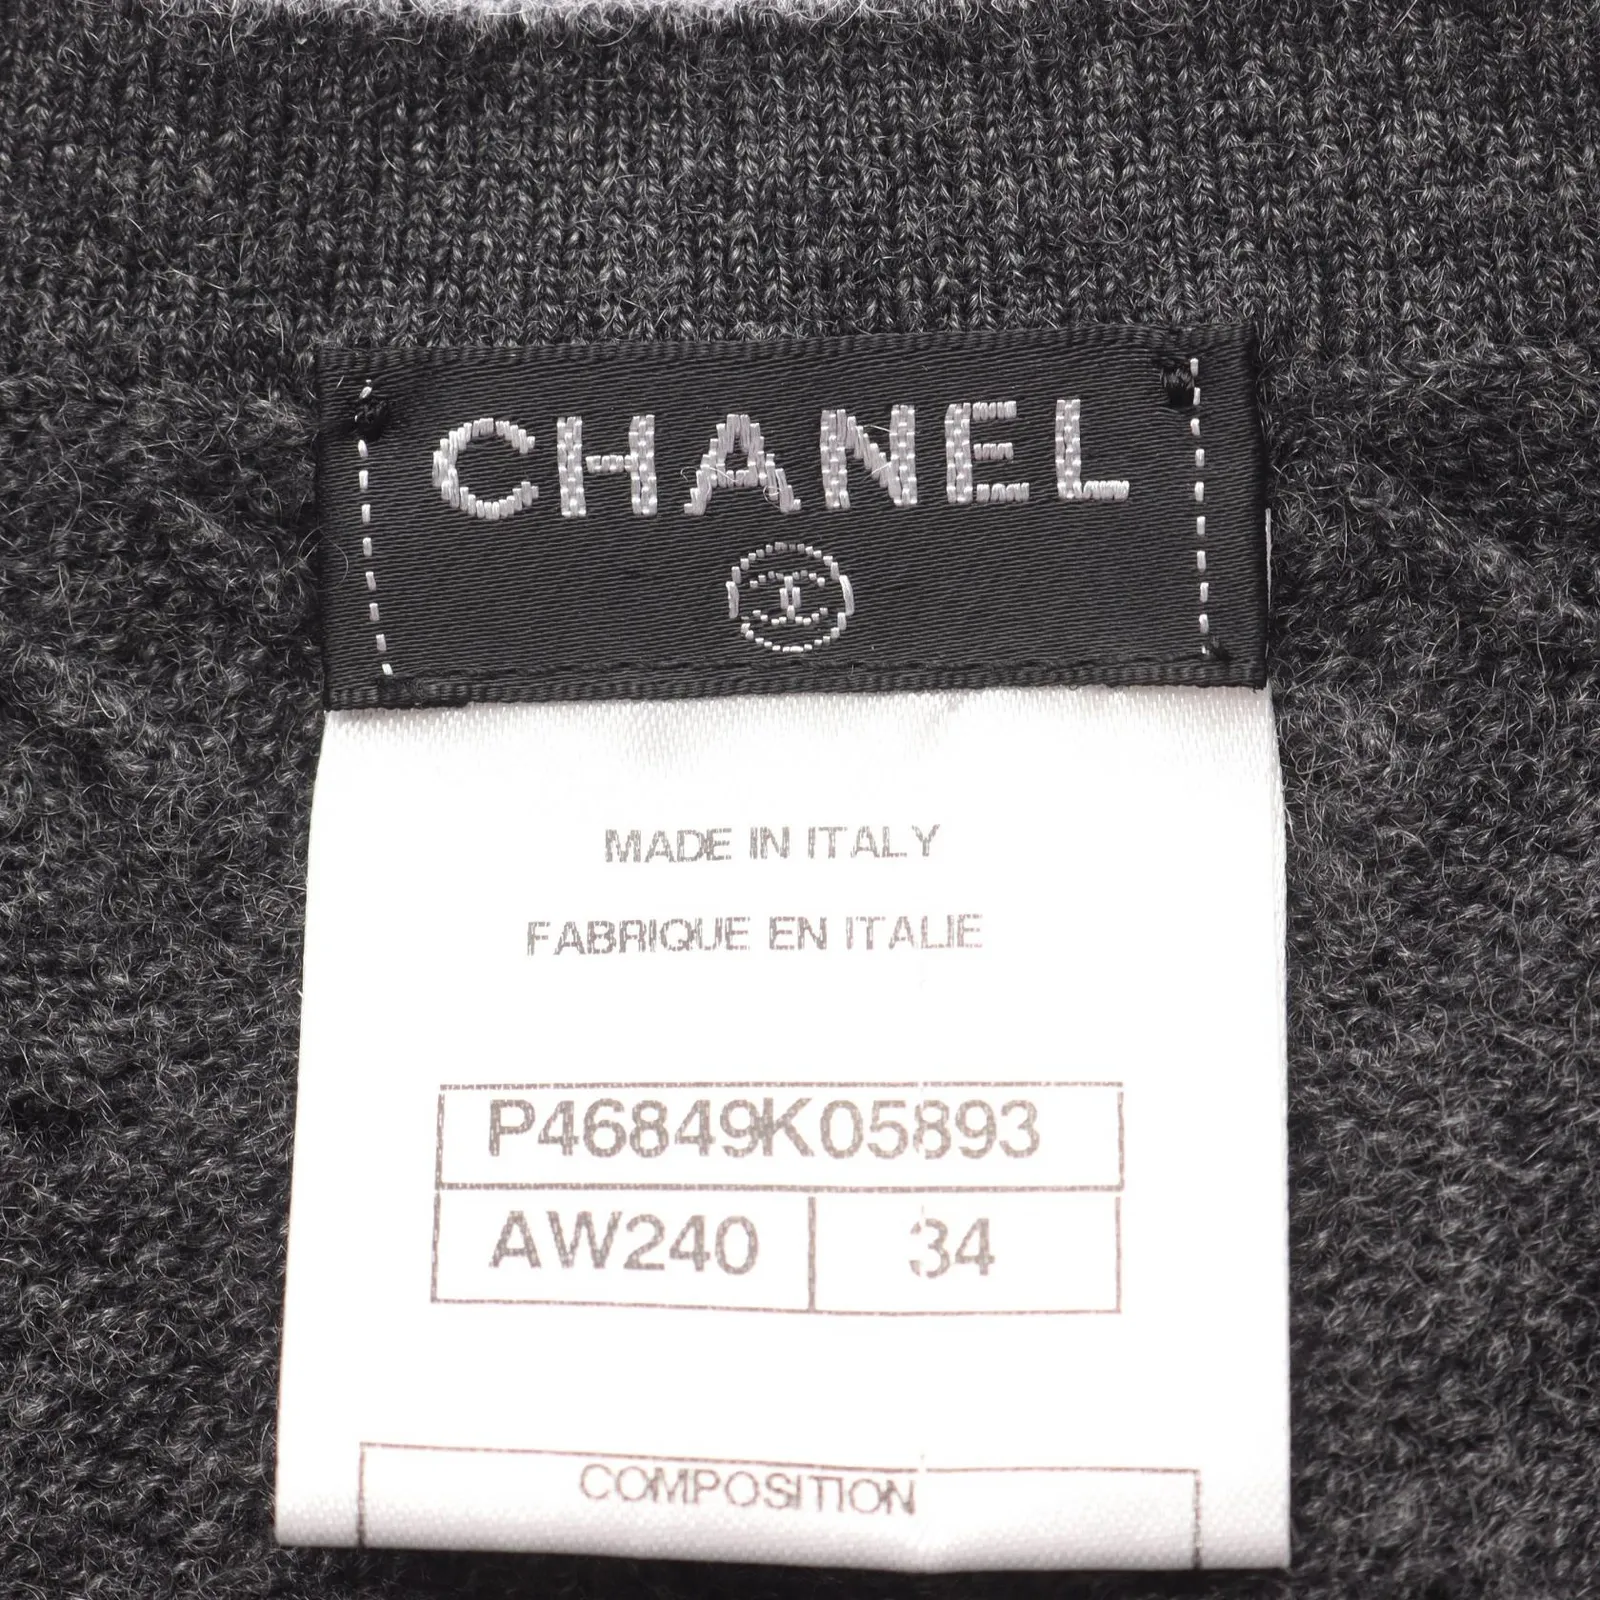 CHANEL
MADE IN ITALY
FABRIQUE EN ITALIE
P46849K05893
AW240 34
COMPOSITION